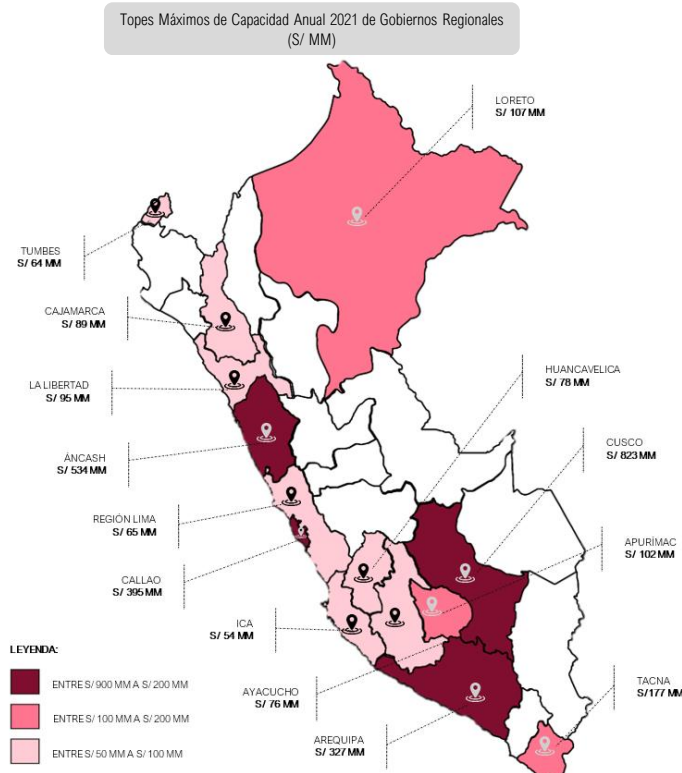 Topes Máximos de Capacidad Anual 2021 de Gobiernos Regionales
(S/ MM)
LORETO
S/ 107 MM
TUMBES
S/ 64 MM
CAJAMARCA
S/ 89 MM
HUANCAVELICA
S/ 78 MM
LA LIBERTAD
S/ 95 MM
CUSCO
S/ 823 MM
ÁNCASH
S/ 534 MM
REGIÓN LIMA
S/ 65 MM
APURÍMAC
S/ 102 MM
CALLAO
S/ 395 MM
ICA
S/ 54 MM
LEYENDA:
ENTRE S/ 900 MM A S/ 200 MM
ENTRE S/ 100 MM A S/ 200 MM
ENTRE S/ 50 MM A S/ 100 MM
AYACUCHO
S/ 76 MM
TACNA
S/ 177 MM
AREQUIPA
S/ 327 MM